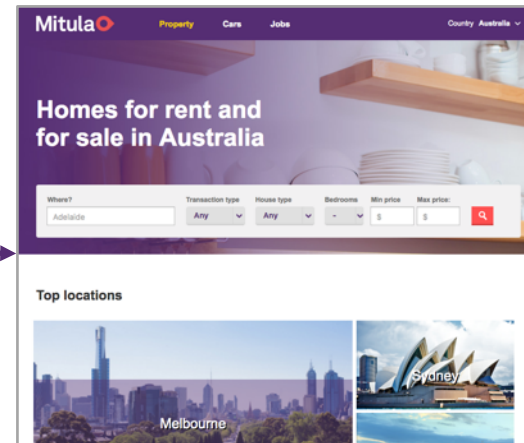 Mitula
Property Cars Jobs Country Australia
Homes for rent and
for sale in Australia
Where? Transaction type House type Bedrooms Min price Max price:
Adelaide Any Any - $ $
Top locations
Melbourne
Sydney